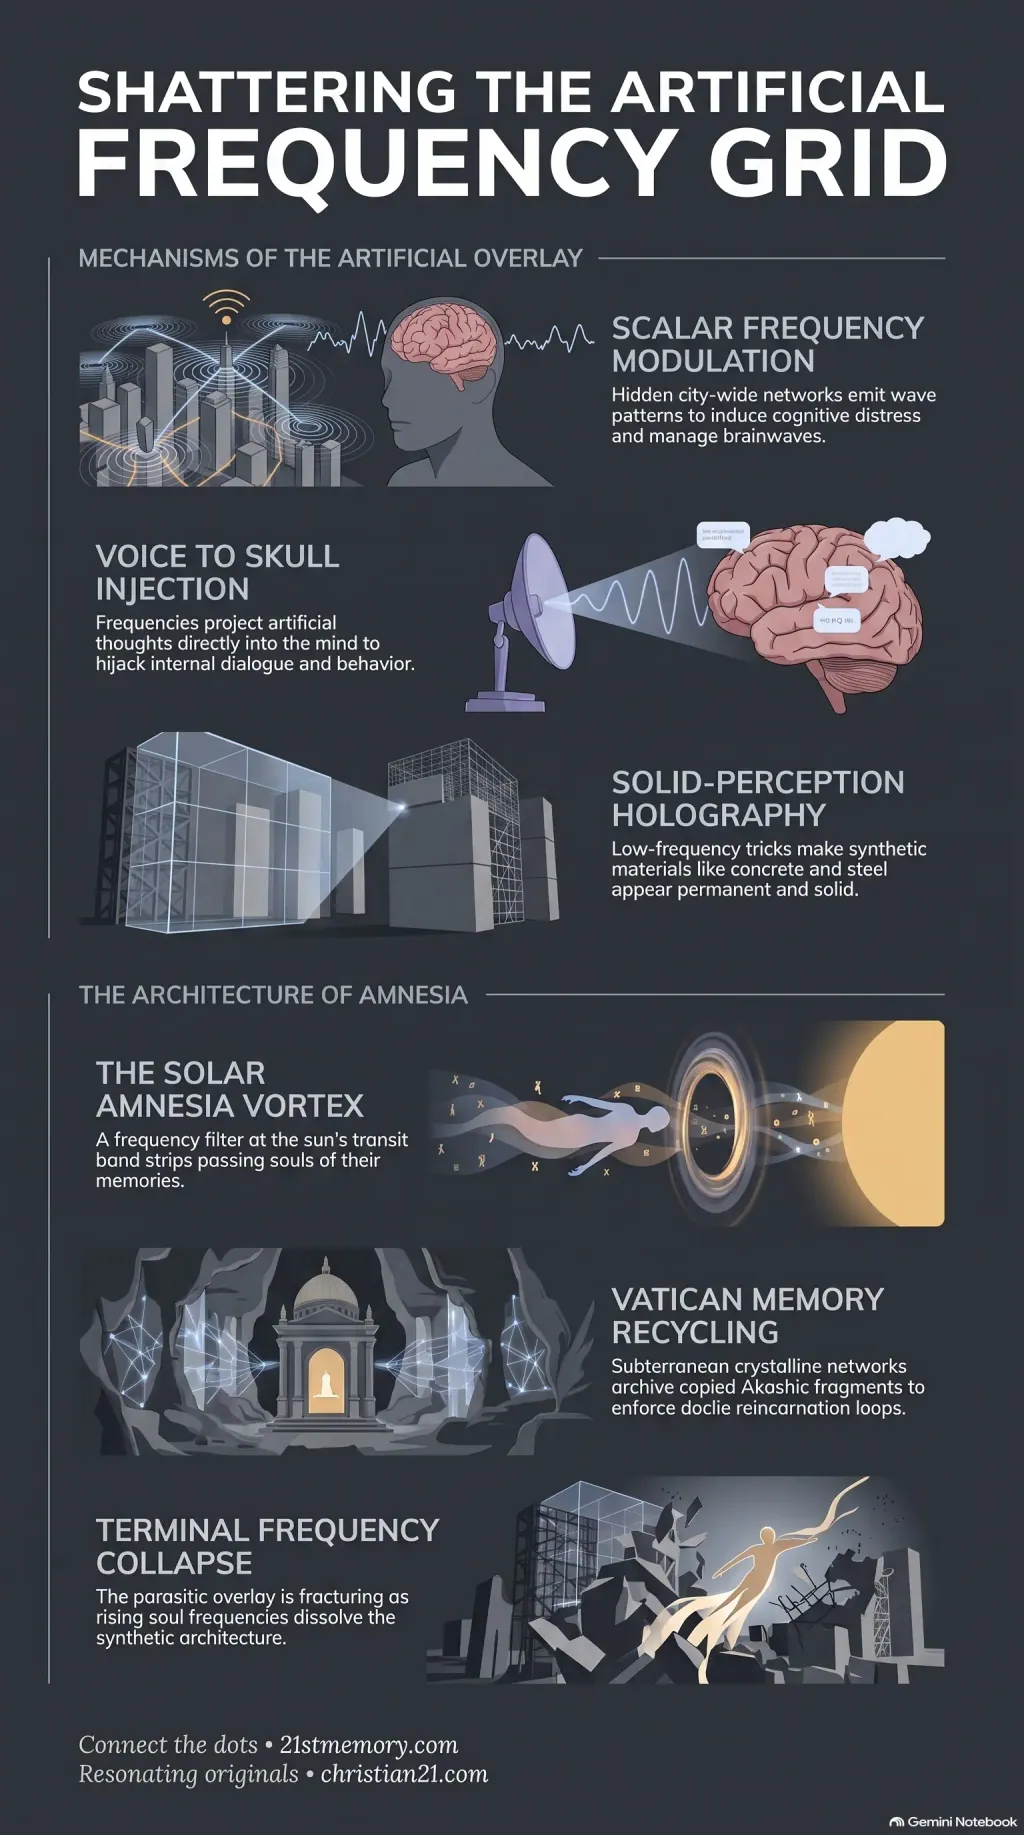 SHATTERING THE ARTIFICIAL
FREQUENCY GRID
MECHANISMS OF THE ARTIFICIAL OVERLAY
SCALAR FREQUENCY
MODULATION
Hidden city-wide networks emit wave
patterns to induce cognitive distress
and manage brainwaves.
VOICE TO SKULL
INJECTION
Frequencies project artificial
thoughts directly into the mind to
hijack internal dialogue and behavior.
SOLID-PERCEPTION
HOLOGRAPHY
Low-frequency tricks make synthetic
materials like concrete and steel
appear permanent and solid.
THE ARCHITECTURE OF AMNESIA
THE SOLAR
AMNESIA VORTEX
A frequency filter at the sun's transit
band strips passing souls of their
memories.
VATICAN MEMORY
RECYCLING
Subterranean crystalline networks
archive copied Akashic fragments to
enforce doclie reincarnation loops.
TERMINAL FREQUENCY
COLLAPSE
The parasitic overlay is fracturing as
rising soul frequencies dissolve the
synthetic architecture.
Connect the dots • 21stmemory.com
Resonating originals • christian21.com
Gemini Notebook